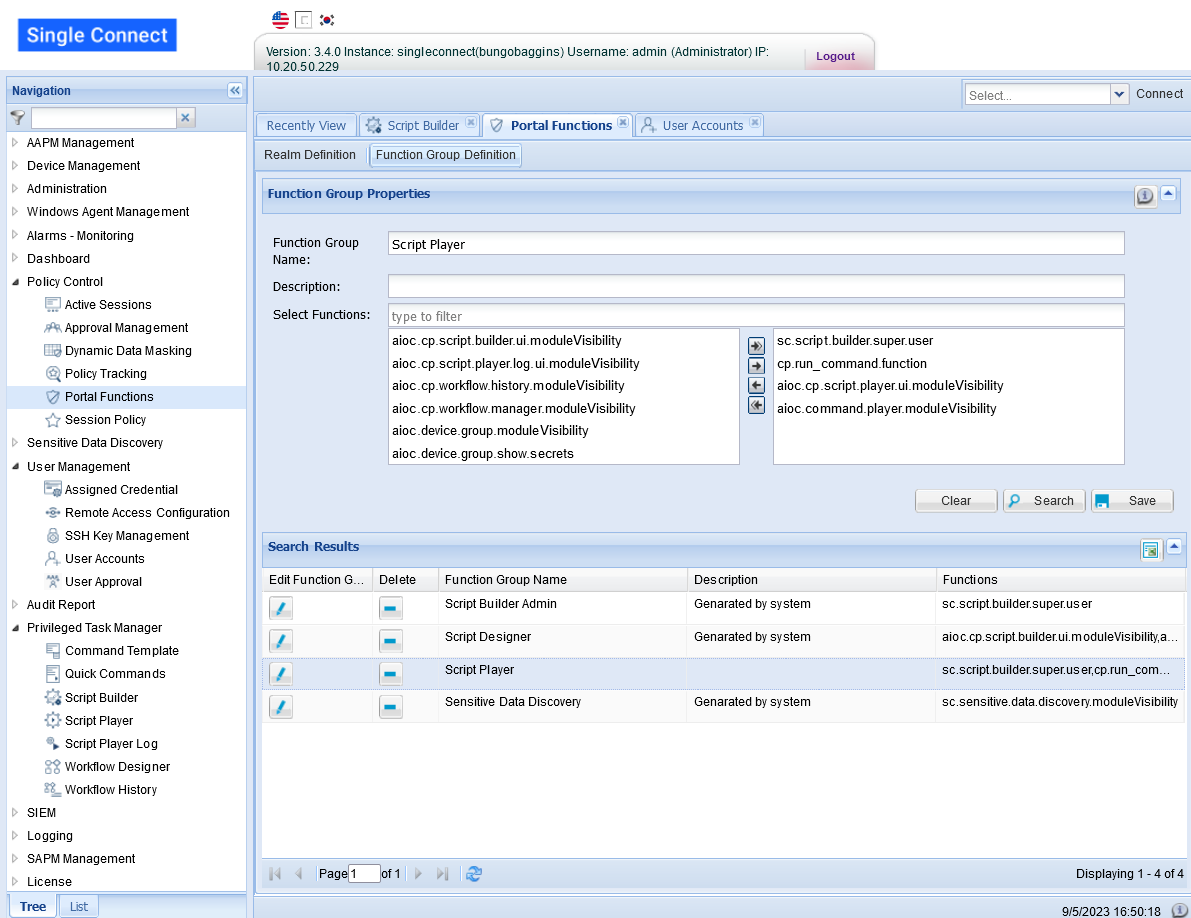 Single Connect
Version: 3.4.0 Instance: singleconnect(bungobaggins) Username: admin (Administrator) IP:
10.20.50.229
Logout
Navigation
AAPM Management
Device Management
Administration
Windows Agent Management
Alarms - Monitoring
Dashboard
Policy Control
Active Sessions
Approval Management
Dynamic Data Masking
Policy Tracking
Portal Functions
Session Policy
Sensitive Data Discovery
User Management
Assigned Credential
Remote Access Configuration
SSH Key Management
User Accounts
User Approval
Audit Report
Privileged Task Manager
Command Template
Quick Commands
Script Builder
Script Player
Script Player Log
Workflow Designer
Workflow History
SIEM
Logging
SAPM Management
License
Tree List
Select... Connect
Recently View Script Builder Portal Functions User Accounts
Realm Definition Function Group Definition
Function Group Properties
Function Group
Name:
Script Player
Description:
Select Functions: type to filter
aioc.cp.script.builder.ui.moduleVisibility
aioc.cp.script.player.log.ui.moduleVisibility
aioc.cp.workflow.history.moduleVisibility
aioc.cp.workflow.manager.moduleVisibility
aioc.device.group.moduleVisibility
aioc.device.group.show.secrets
sc.script.builder.super.user
cp.run_command.function
aioc.cp.script.player.ui.moduleVisibility
aioc.command.player.moduleVisibility
Clear Search Save
Search Results
Edit Function G... Delete Function Group Name Description Functions
Script Builder Admin Genarated by system sc.script.builder.super.user
Script Designer Genarated by system aioc.cp.script.builder.ui.moduleVisibility,a...
Script Player sc.script.builder.super.user,cp.run_com...
Sensitive Data Discovery Genarated by system sc.sensitive.data.discovery.moduleVisibility
Page 1 of 1 Displaying 1 - 4 of 4
9/5/2023 16:50:18